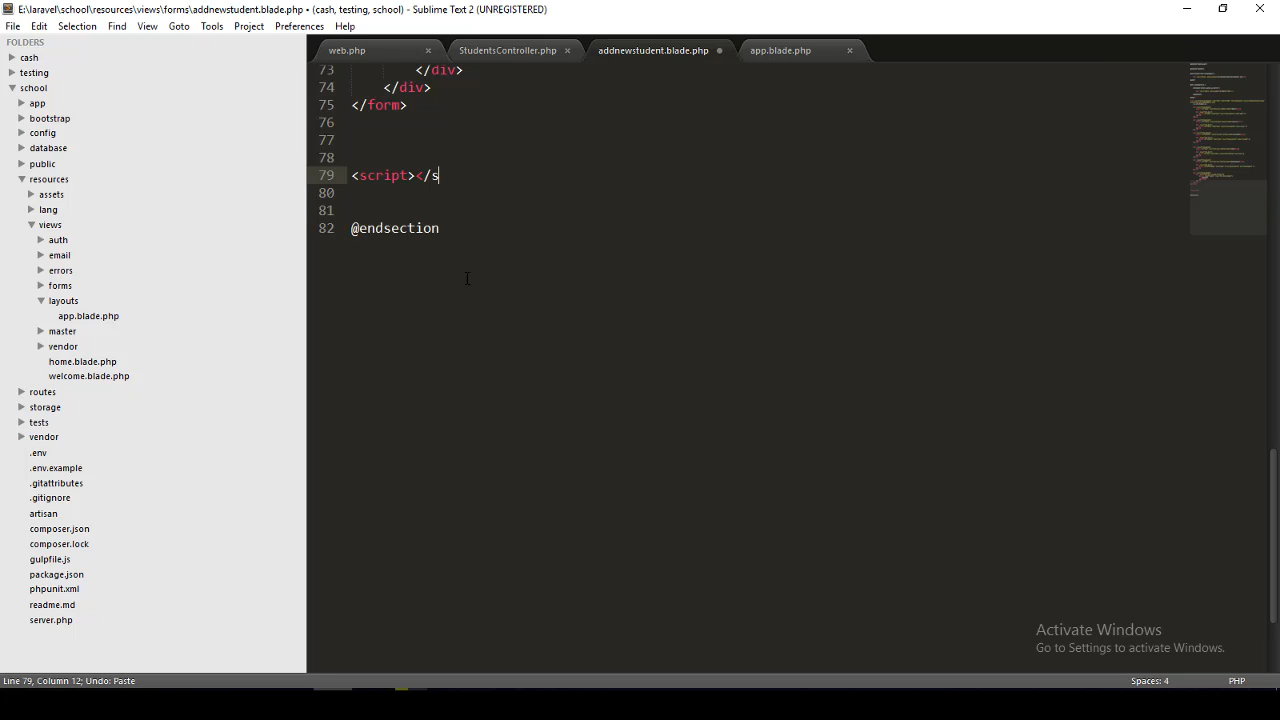 E:\laravel\school\resources\views\forms\addnewstudent.blade.php • (cash, testing, school) - Sublime Text 2 (UNREGISTERED)
File Edit Selection Find View Goto Tools Project Preferences Help
FOLDERS
cash
testing
school
app
bootstrap
config
database
public
resources
assets
lang
views
auth
email
errors
forms
layouts
app.blade.php
master
vendor
home.blade.php
welcome.blade.php
routes
storage
tests
vendor
.env
.env.example
.gitattributes
.gitignore
artisan
composer.json
composer.lock
gulpfile.js
package.json
phpunit.xml
readme.md
server.php
web.php × StudentsController.php × addnewstudent.blade.php • app.blade.php ×
73 </div>
74 </div>
75 </form>
76
77
78
79 <script></s
80
81
82 @endsection
Activate Windows
Go to Settings to activate Windows.
Line 79, Column 12; Undo: Paste Spaces: 4 PHP